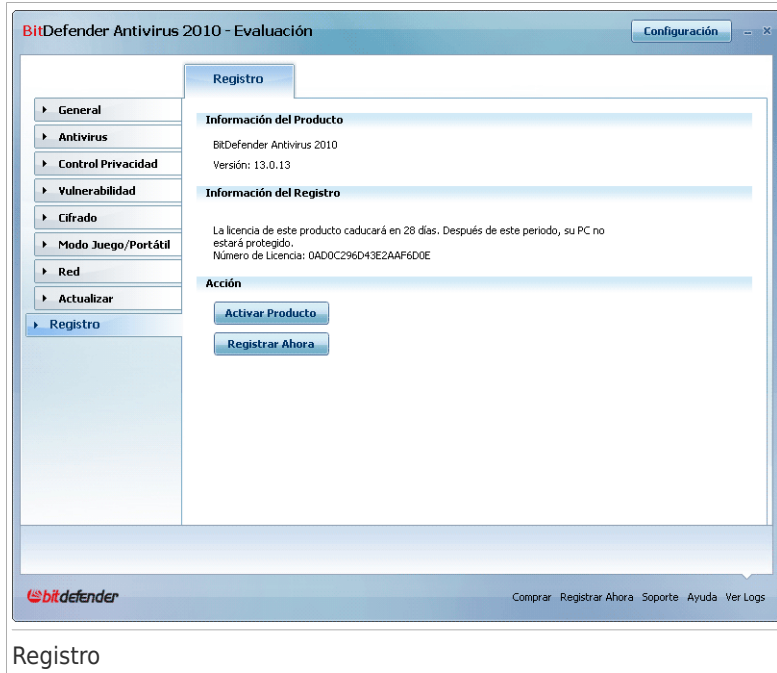 BitDefender Antivirus 2010 - Evaluación
Configuración
Registro
General
Antivirus
Control Privacidad
Vulnerabilidad
Cifrado
Modo Juego/Portátil
Red
Actualizar
Registro
Información del Producto
BitDefender Antivirus 2010
Versión: 13.0.13
Información del Registro
La licencia de este producto caducará en 28 días. Después de este periodo, su PC no
estará protegido.
Número de Licencia: 0AD0C296D43E2AAF6D0E
Acción
Activar Producto
Registrar Ahora
bitdefender
Comprar Registrar Ahora Soporte Ayuda Ver Logs
Registro